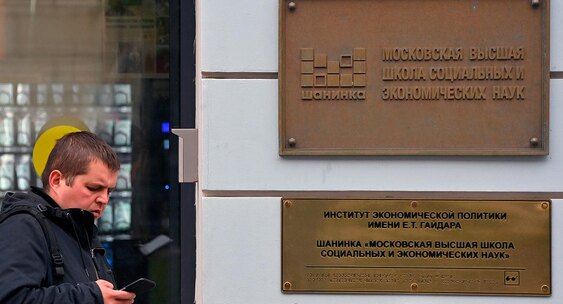 МОСКОВСКАЯ ВЫСШАЯ
ШКОЛА СОЦИАЛЬНЫХ И
ЭКОНОМИЧЕСКИХ НАУК
ШАНИНКА
ИНСТИТУТ ЭКОНОМИЧЕСКОЙ ПОЛИТИКИ
ИМЕНИ Е.Т. ГАЙДАРА
ШАНИНКА «МОСКОВСКАЯ ВЫСШАЯ ШКОЛА
СОЦИАЛЬНЫХ И ЭКОНОМИЧЕСКИХ НАУК»